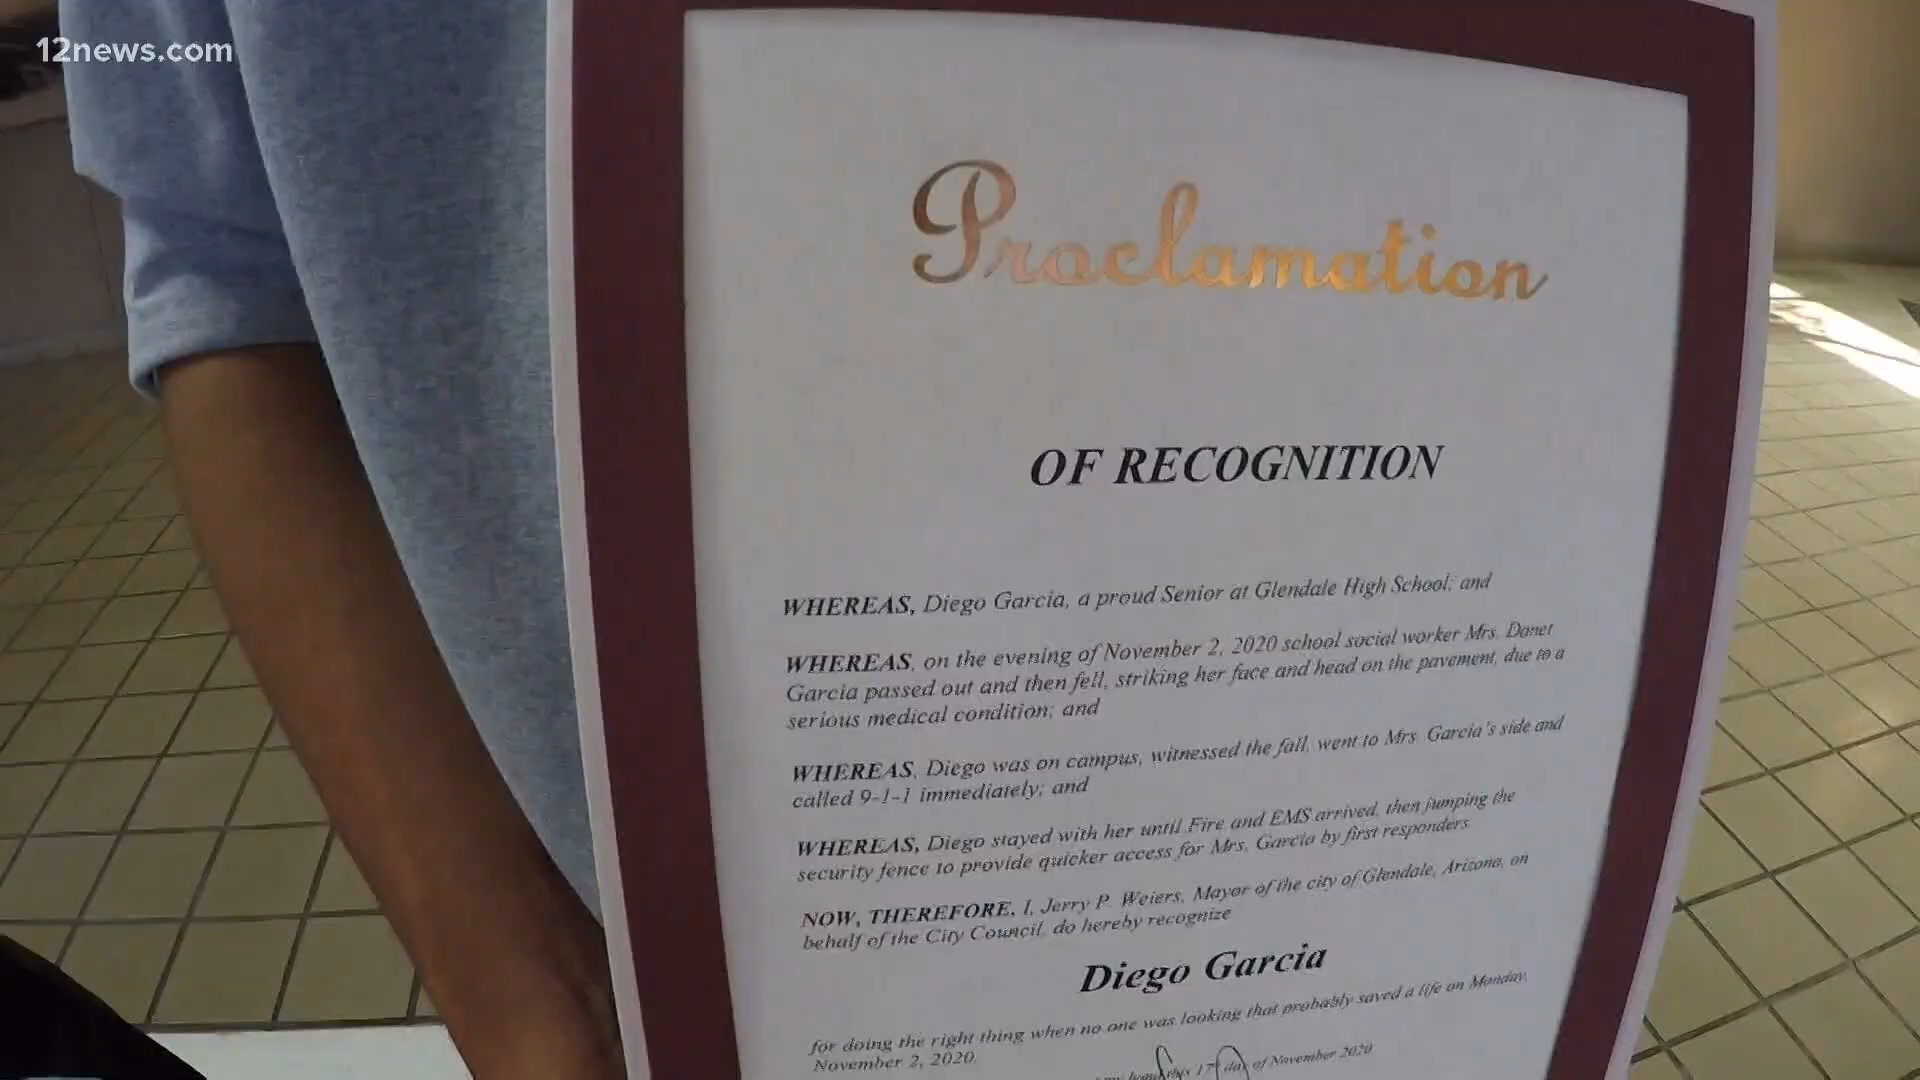 12news.com
Proclamation
OF RECOGNITION
WHEREAS, Diego Garcia, a proud Senior at Glendale High School; and
WHEREAS, on the evening of November 2, 2020 school social worker Mrs. Danet
Garcia passed out and then fell, striking her face and head on the pavement, due to a
serious medical condition; and
WHEREAS, Diego was on campus, witnessed the fall, went to Mrs. Garcia's side and
called 9-1-1 immediately; and
WHEREAS, Diego stayed with her until Fire and EMS arrived, then jumping the
security fence to provide quicker access for Mrs. Garcia by first responders.
NOW, THEREFORE, I, Jerry P. Weiers, Mayor of the city of Glendale, Arizona, on
behalf of the City Council, do hereby recognize
Diego Garcia
for doing the right thing when no one was looking that probably saved a life on Monday,
November 2, 2020.
this 17th day of November 2020